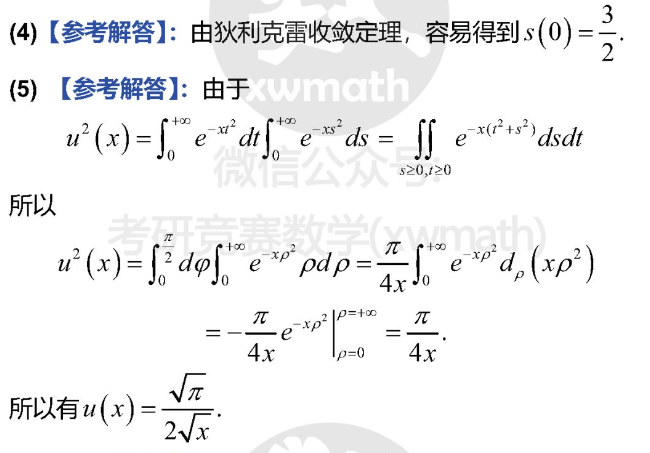 (4)【参考解答】：由狄利克雷收敛定理，容易得到 $s(0)=\frac{3}{2}$.
(5) 【参考解答】：由于
$u^2(x)=\int_0^{+\infty}e^{-xt^2}dt\int_0^{+\infty}e^{-xs^2}ds=\iint\limits_{s\geq 0,t\geq 0}e^{-x(t^2+s^2)}dsdt$
所以
$u^2(x)=\int_0^{\frac{\pi}{2}}d\varphi\int_0^{+\infty}e^{-x\rho^2}\rho d\rho=\frac{\pi}{4x}\int_0^{+\infty}e^{-x\rho^2}d_\rho(x\rho^2)$
$=-\frac{\pi}{4x}e^{-x\rho^2}\Big|_{\rho=0}^{\rho=+\infty}=\frac{\pi}{4x}.$
所以有 $u(x)=\frac{\sqrt{\pi}}{2\sqrt{x}}$.
xwmath
微信公众号:
考研竞赛数学(xwmath)